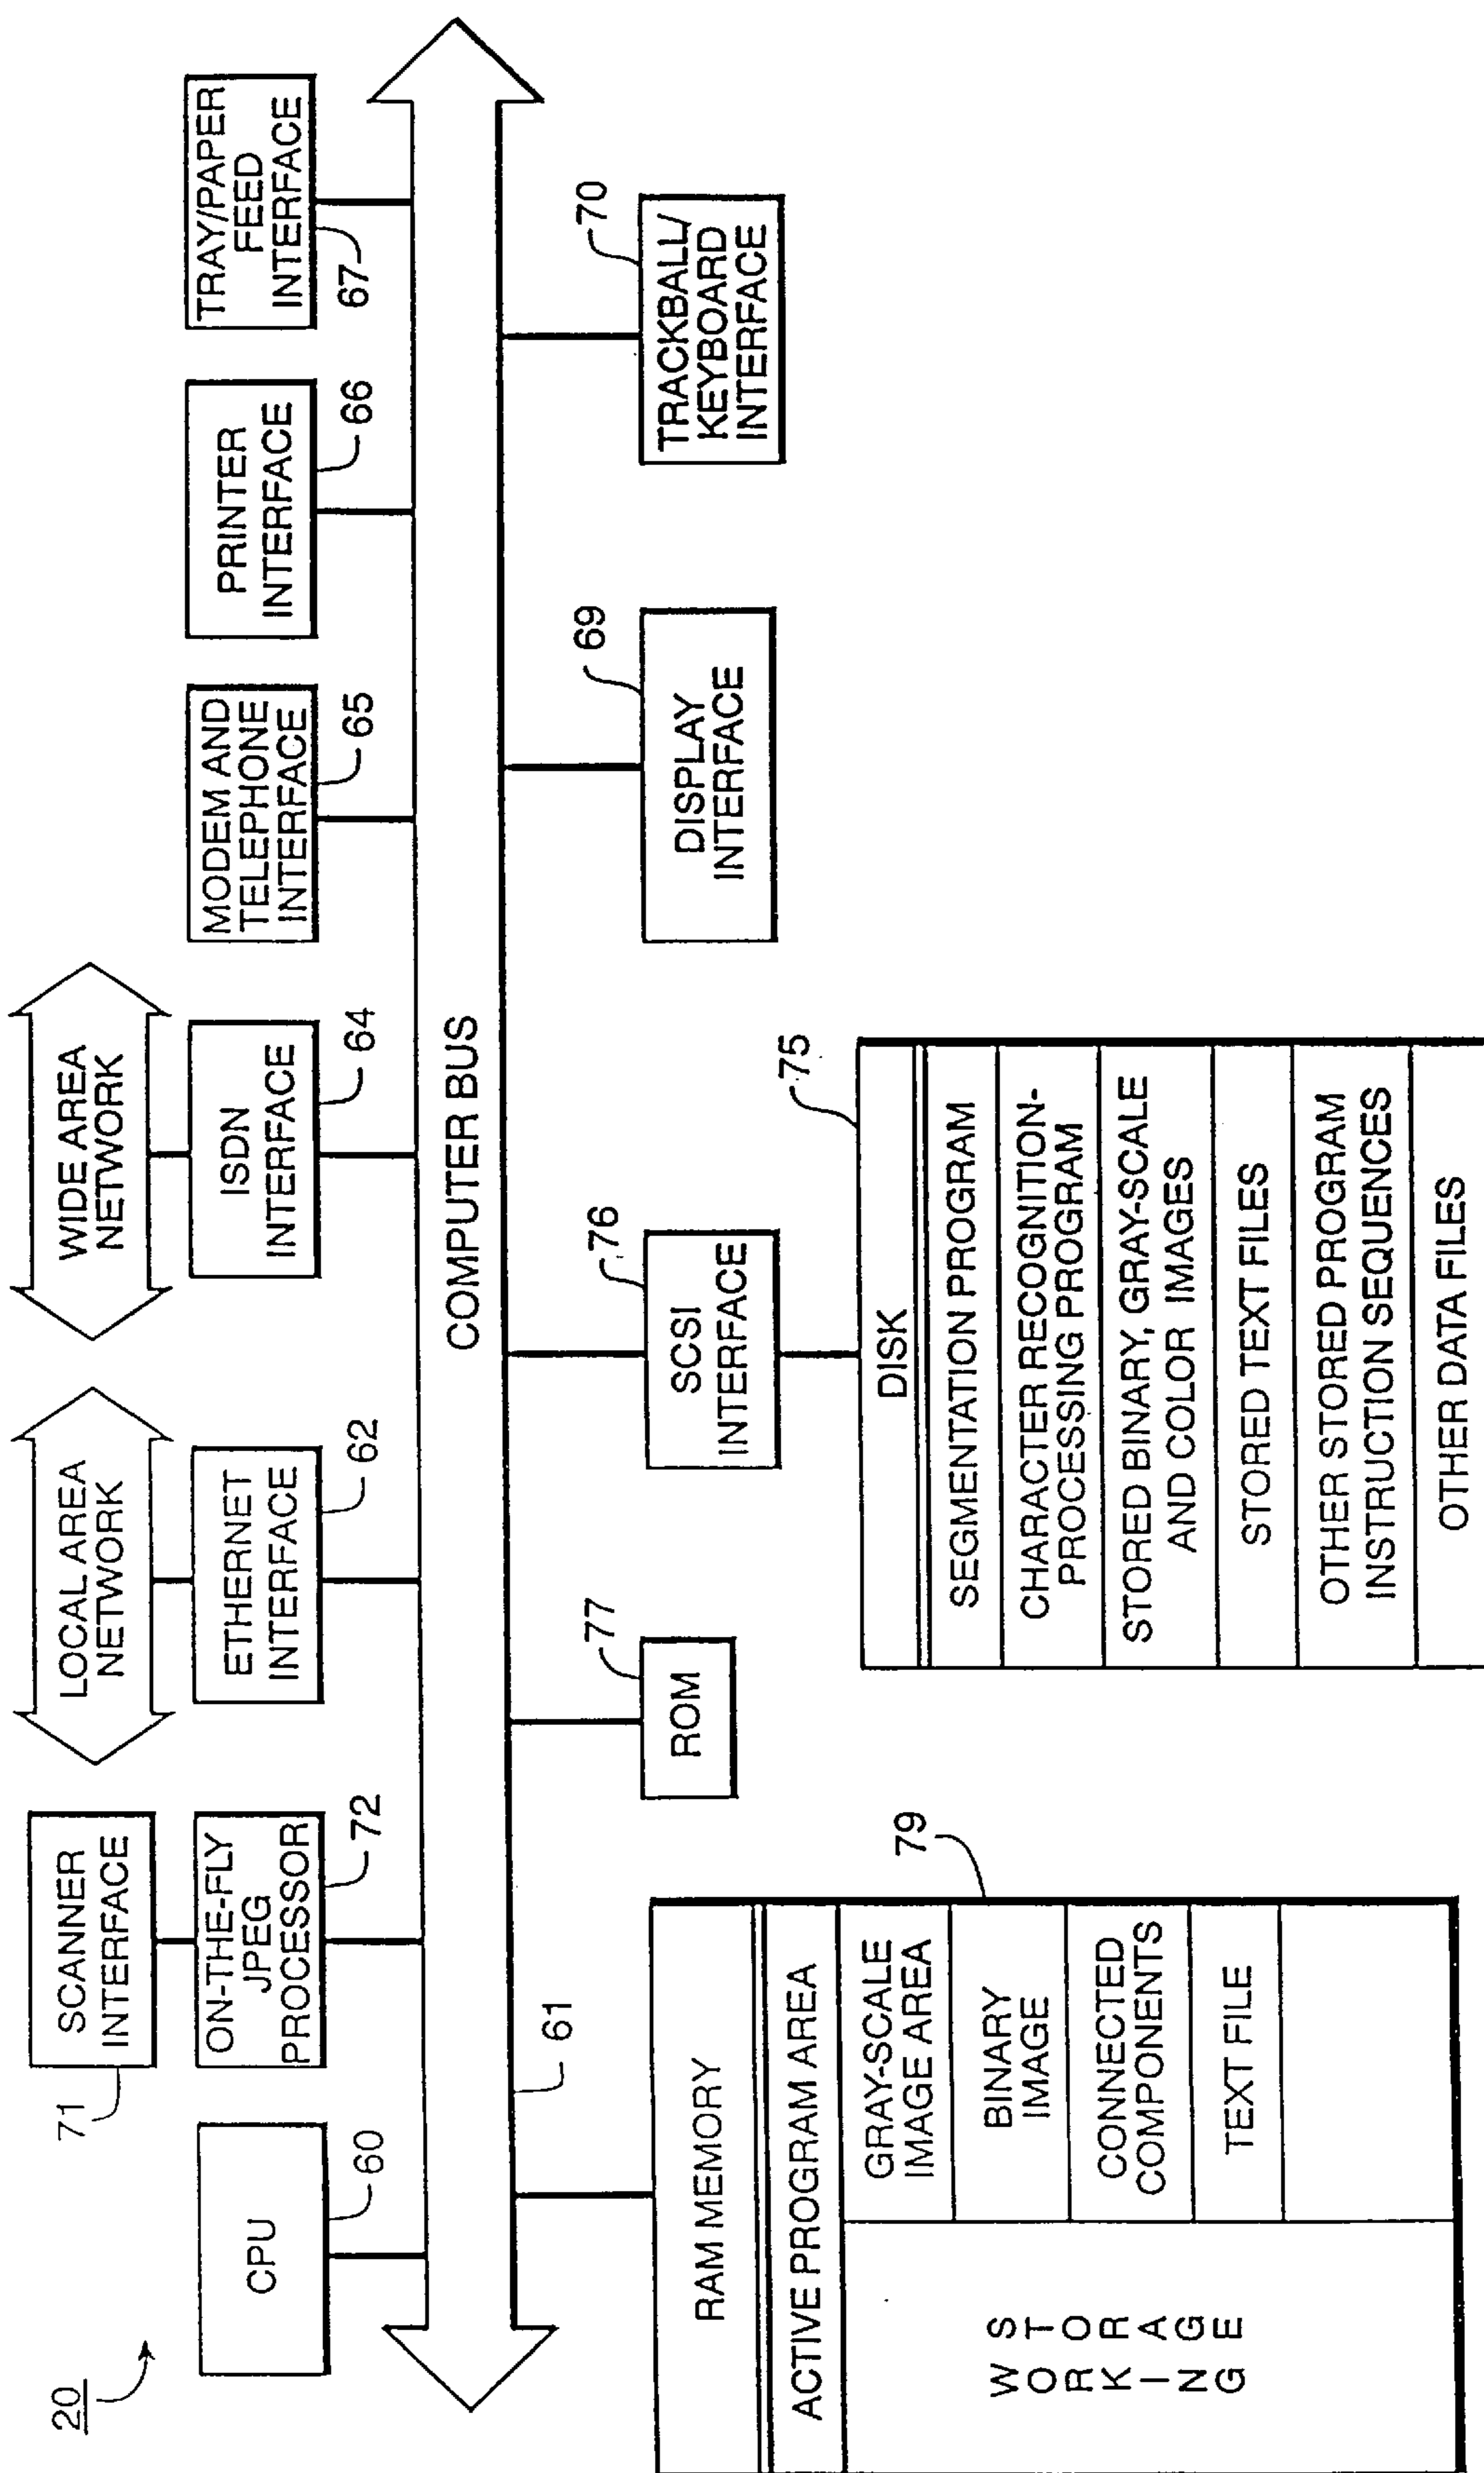 20
CPU
60
SCANNER
INTERFACE
71
ON-THE-FLY
JPEG
PROCESSOR
72
LOCAL AREA
NETWORK
ETHERNET
INTERFACE
62
WIDE AREA
NETWORK
ISDN
INTERFACE
64
MODEM AND
TELEPHONE
INTERFACE
65
PRINTER
INTERFACE
66
TRAY/PAPER
FEED
INTERFACE
67
COMPUTER BUS
61
RAM MEMORY
79
ACTIVE PROGRAM AREA
WORKING
STORAGE
GRAY-SCALE
IMAGE AREA
BINARY
IMAGE
CONNECTED
COMPONENTS
TEXT FILE
ROM
77
SCSI
INTERFACE
76
DISK
75
SEGMENTATION PROGRAM
CHARACTER RECOGNITION-
PROCESSING PROGRAM
STORED BINARY, GRAY-SCALE
AND COLOR IMAGES
STORED TEXT FILES
OTHER STORED PROGRAM
INSTRUCTION SEQUENCES
OTHER DATA FILES
DISPLAY
INTERFACE
69
TRACKBALL/
KEYBOARD
INTERFACE
70